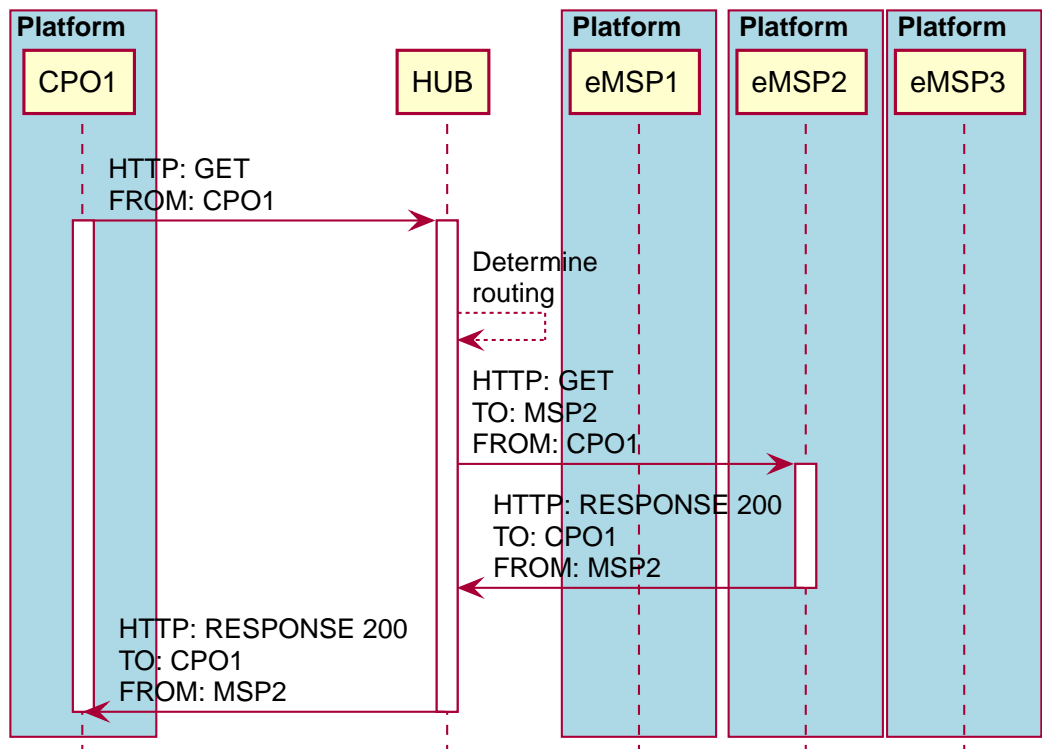 Platform
Platform
Platform
Platform
CPO1
HUB
eMSP1
eMSP2
eMSP3
HTTP: GET
FROM: CPO1
Determine
routing
HTTP: GET
TO: MSP2
FROM: CPO1
HTTP: RESPONSE 200
TO: CPO1
FROM: MSP2
HTTP: RESPONSE 200
TO: CPO1
FROM: MSP2